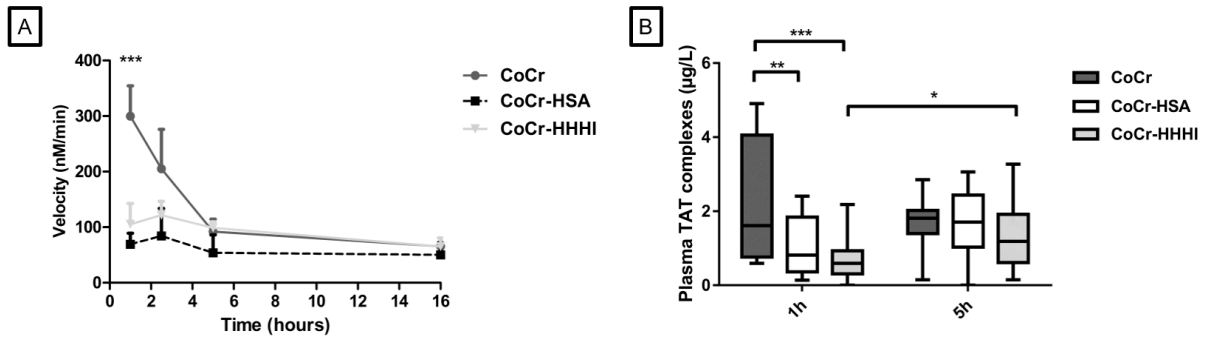 A
Velocity (nM/min)
400
300
200
100
0
***
0 2 4 6 8 10 12 14 16
Time (hours)
CoCr
CoCr-HSA
CoCr-HHHI
B
Plasma TAT complexes (µg/L)
6
4
2
0
***
**
*
1h 5h
CoCr
CoCr-HSA
CoCr-HHHI